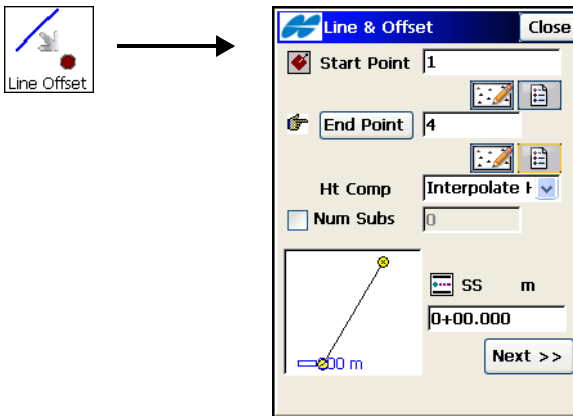 Line Offset
Line & Offset
Close
Start Point
1
End Point
4
Ht Comp
Interpolate
Num Subs
0
SS
m
0+00.000
00 m
Next >>